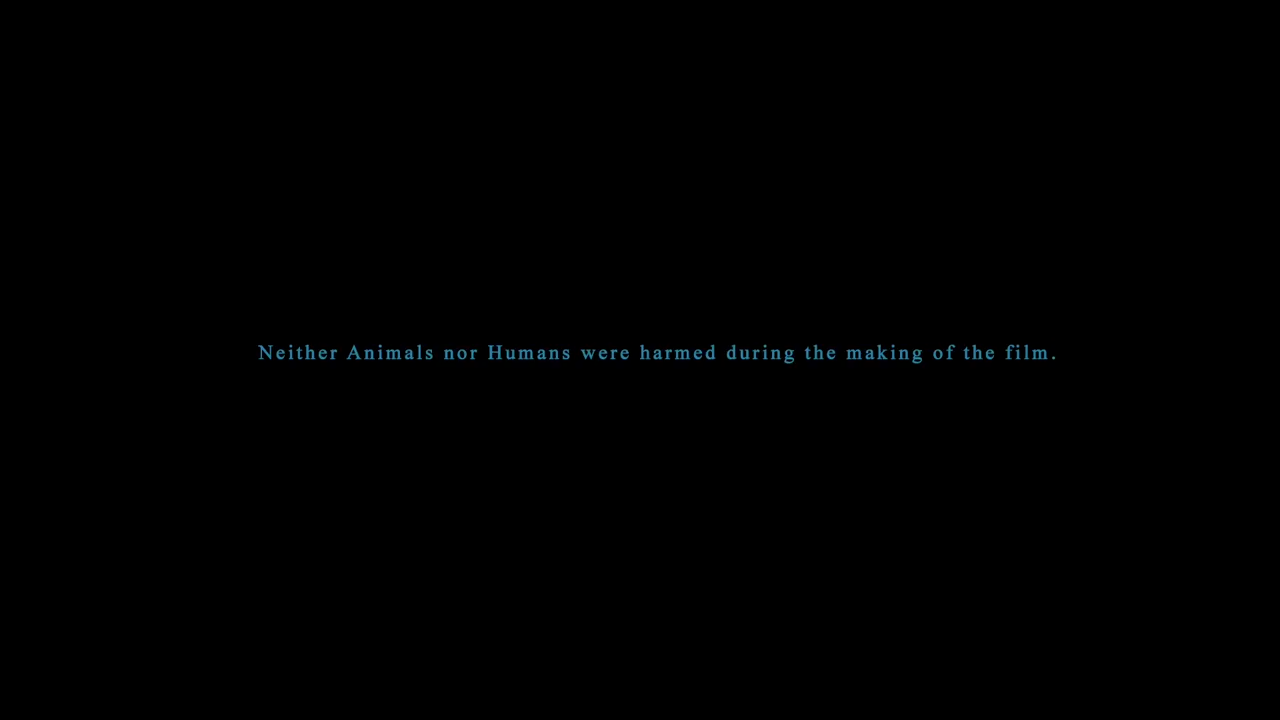 Neither Animals nor Humans were harmed during the making of the film.